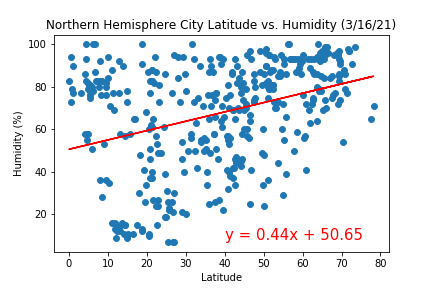 Northern Hemisphere City Latitude vs. Humidity (3/16/21)
100
80
60
40
20
Humidity (%)
y = 0.44x + 50.65
0 10 20 30 40 50 60 70 80
Latitude